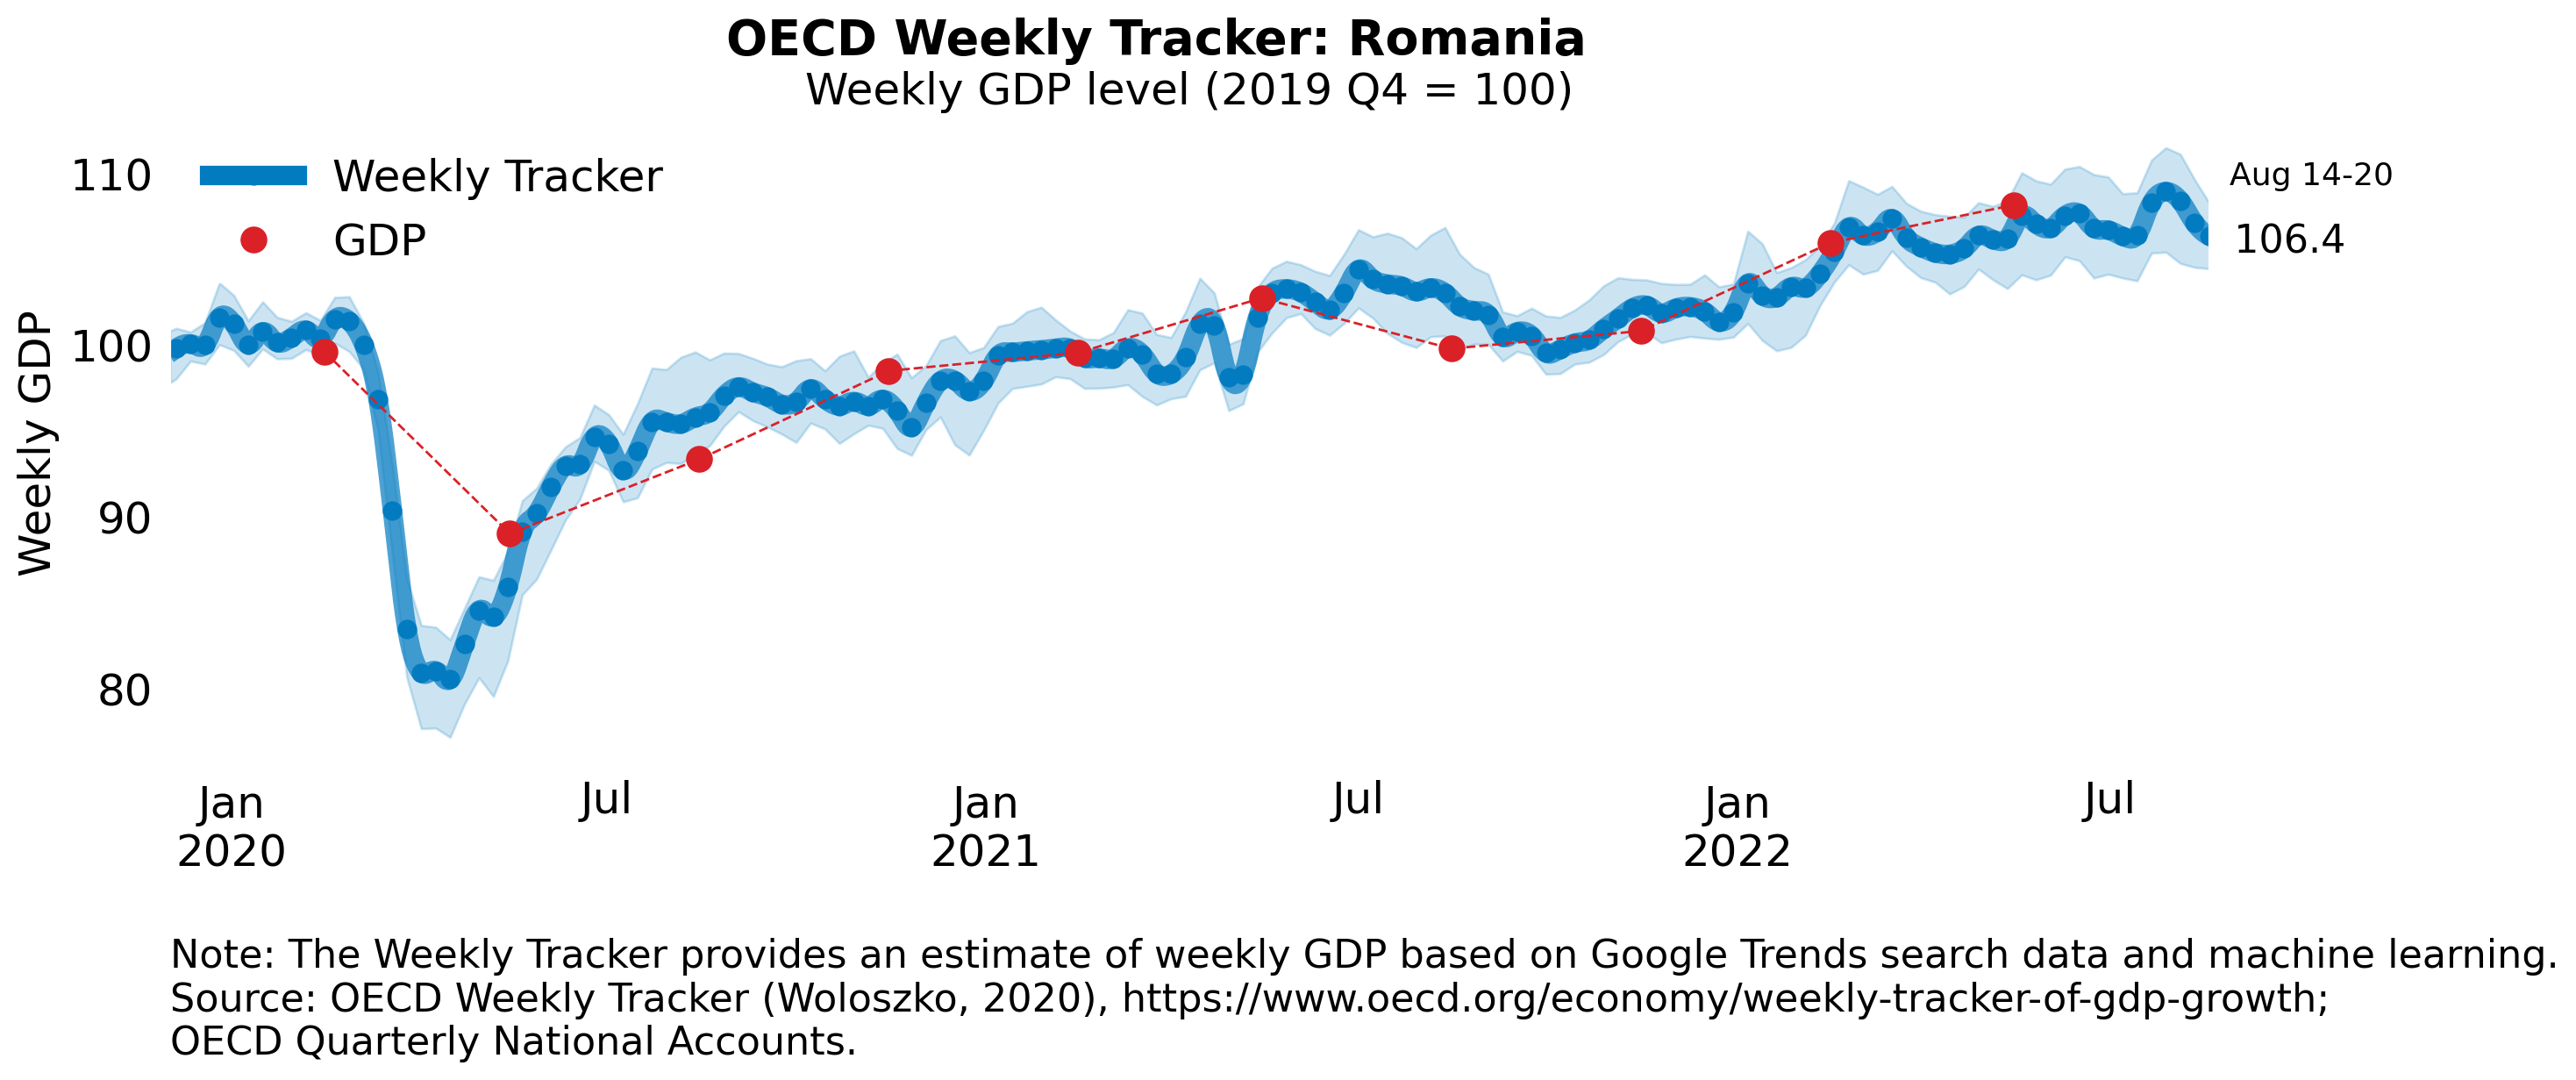 OECD Weekly Tracker: Romania
Weekly GDP level (2019 Q4 = 100)
110
100
90
80
Weekly GDP
Weekly Tracker
GDP
Aug 14-20
106.4
Jan
2020
Jul
Jan
2021
Jul
Jan
2022
Jul
Note: The Weekly Tracker provides an estimate of weekly GDP based on Google Trends search data and machine learning.
Source: OECD Weekly Tracker (Woloszko, 2020), https://www.oecd.org/economy/weekly-tracker-of-gdp-growth;
OECD Quarterly National Accounts.